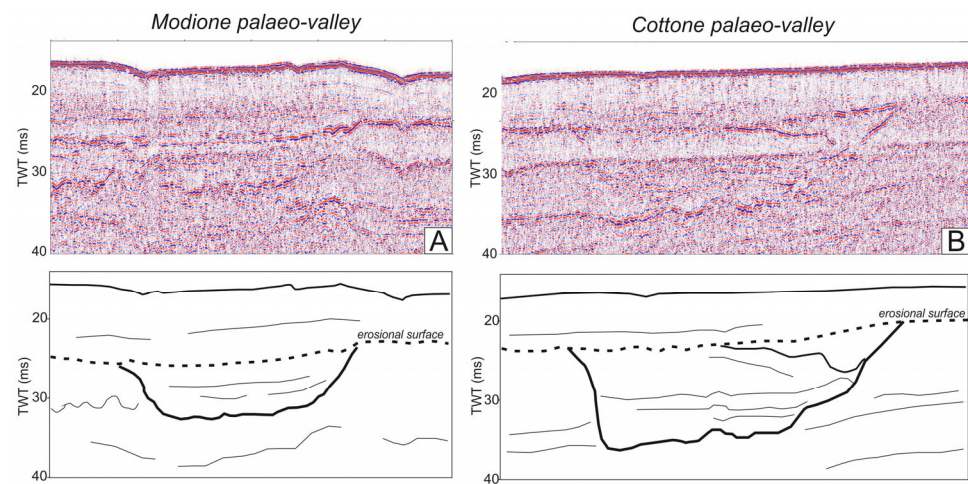 Modione palaeo-valley
Cottone palaeo-valley
TWT (ms)
20
30
40
A
TWT (ms)
20
30
40
B
TWT (ms)
20
30
40
erosional surface
TWT (ms)
20
30
40
erosional surface